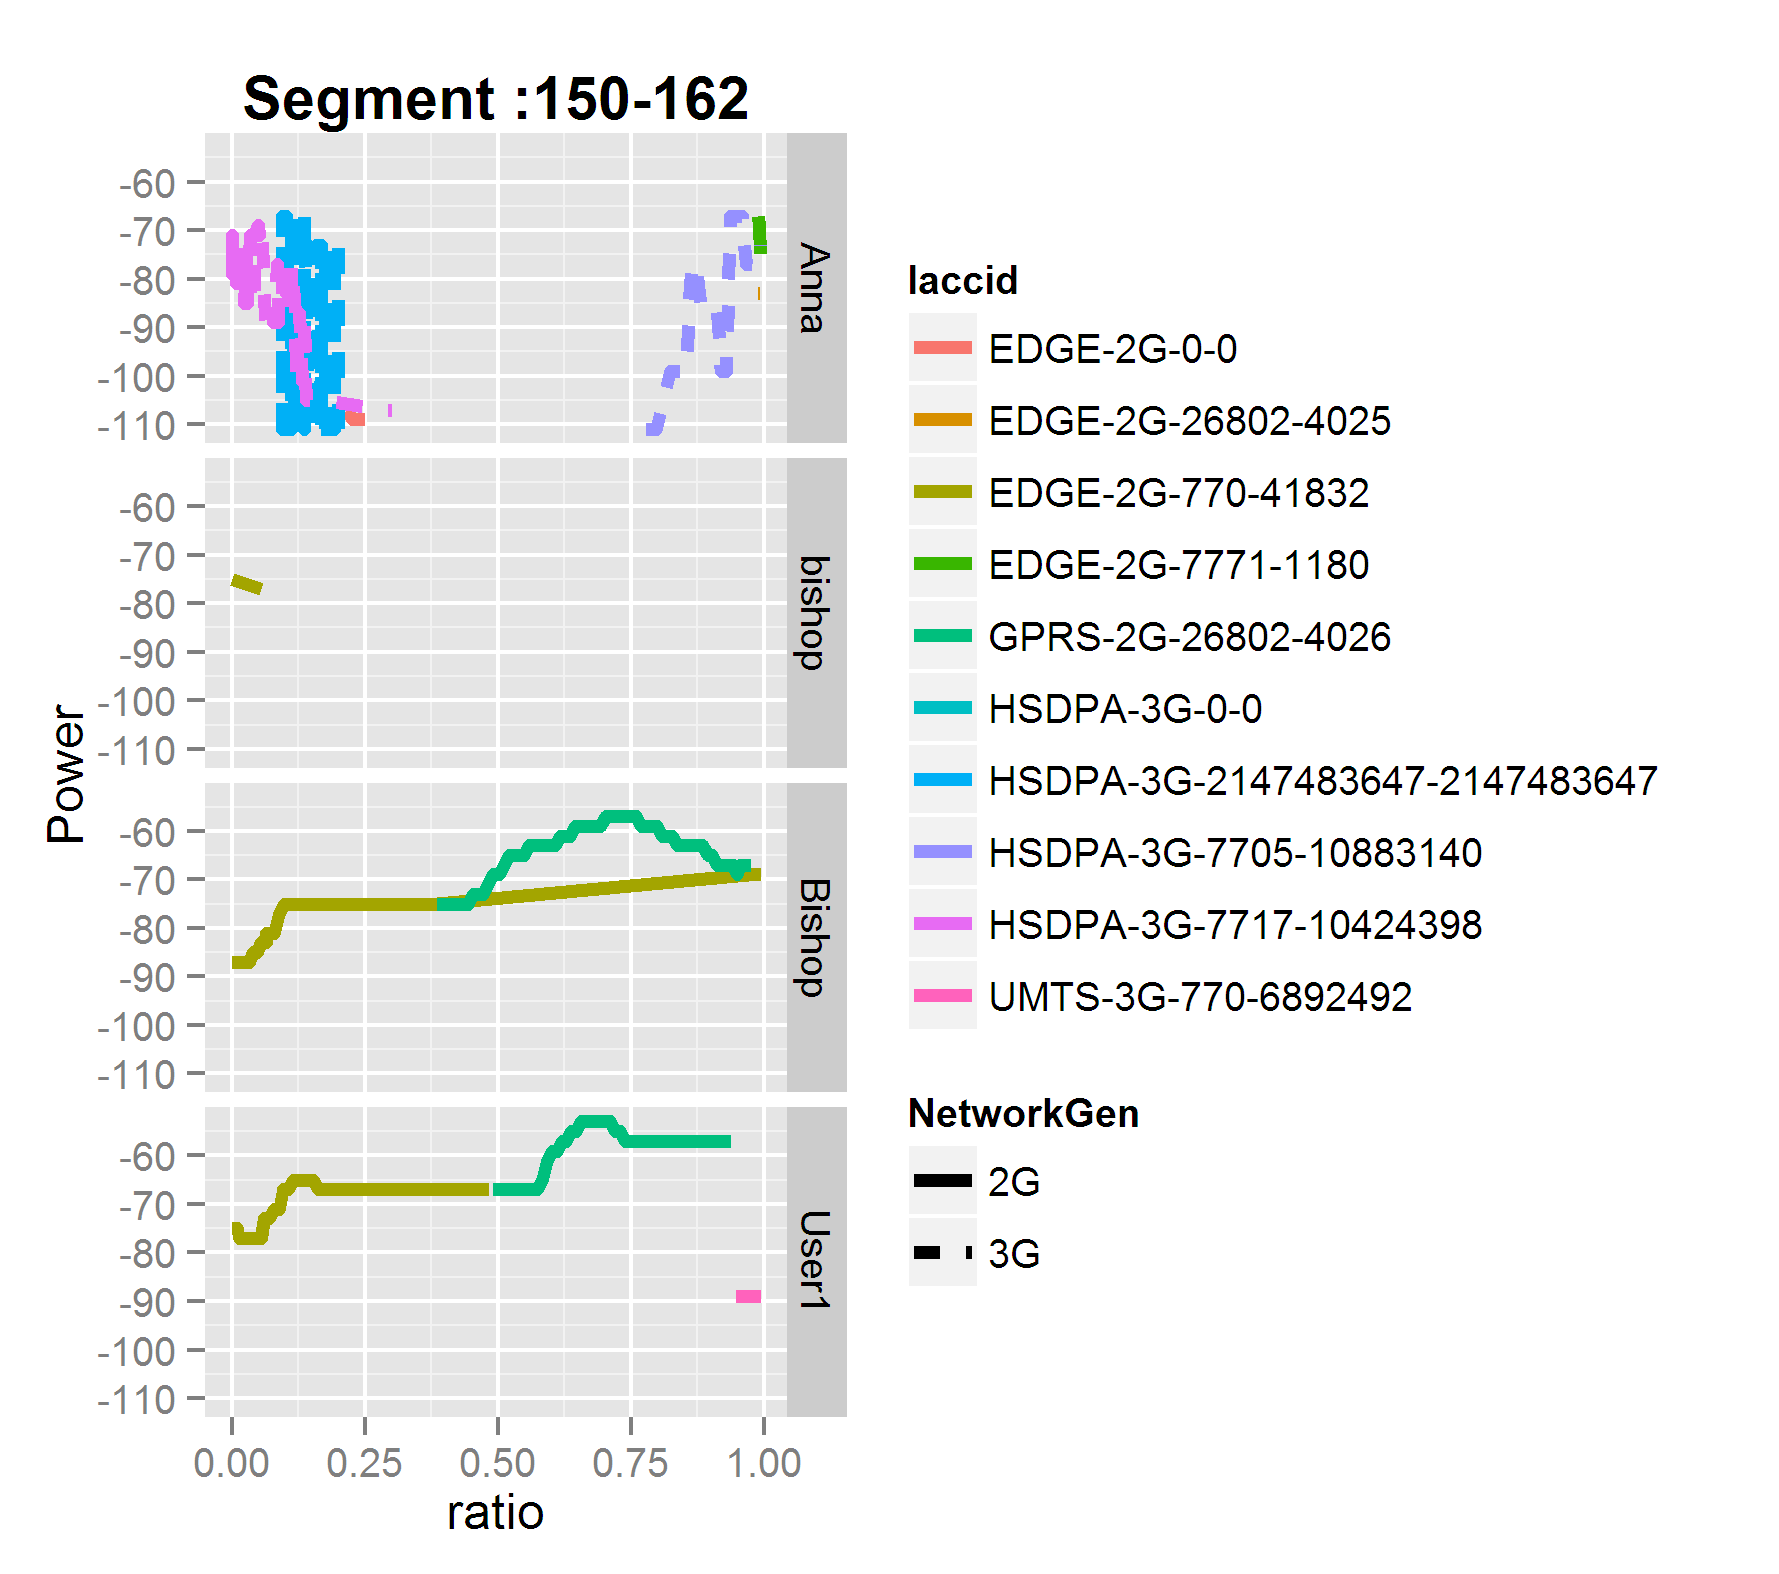 Segment :150-162
-60
-70
-80
-90
-100
-110
Anna
-60
-70
-80
-90
-100
-110
bishop
-60
-70
-80
-90
-100
-110
Bishop
-60
-70
-80
-90
-100
-110
User1
0.00 0.25 0.50 0.75 1.00
ratio
Power
laccid
EDGE-2G-0-0
EDGE-2G-26802-4025
EDGE-2G-770-41832
EDGE-2G-7771-1180
GPRS-2G-26802-4026
HSDPA-3G-0-0
HSDPA-3G-2147483647-2147483647
HSDPA-3G-7705-10883140
HSDPA-3G-7717-10424398
UMTS-3G-770-6892492
NetworkGen
2G
3G